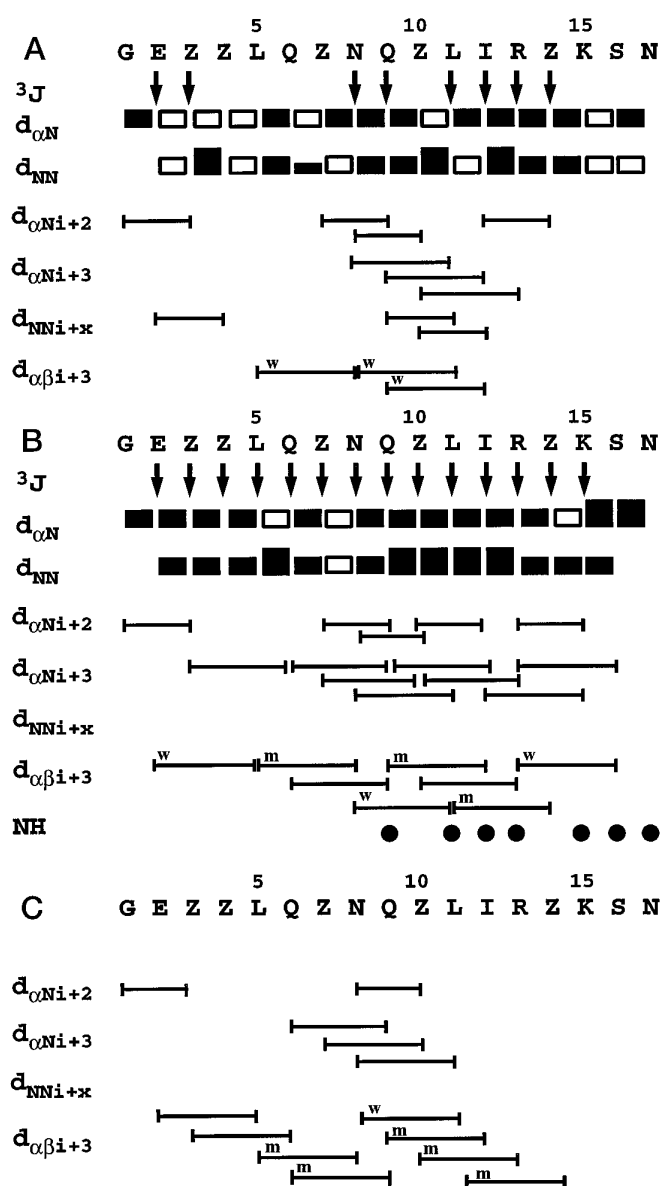 A
5 10 15
G E Z Z L Q Z N Q Z L I R Z K S N
³J
dαN
dNN
dαNi+2
dαNi+3
dNNi+x
dαβi+3
w w
w
B
5 10 15
G E Z Z L Q Z N Q Z L I R Z K S N
³J
dαN
dNN
dαNi+2
dαNi+3
dNNi+x
dαβi+3
w m m w
w m
NH
C
5 10 15
G E Z Z L Q Z N Q Z L I R Z K S N
dαNi+2
dαNi+3
dNNi+x
dαβi+3
w
m
m m
m m